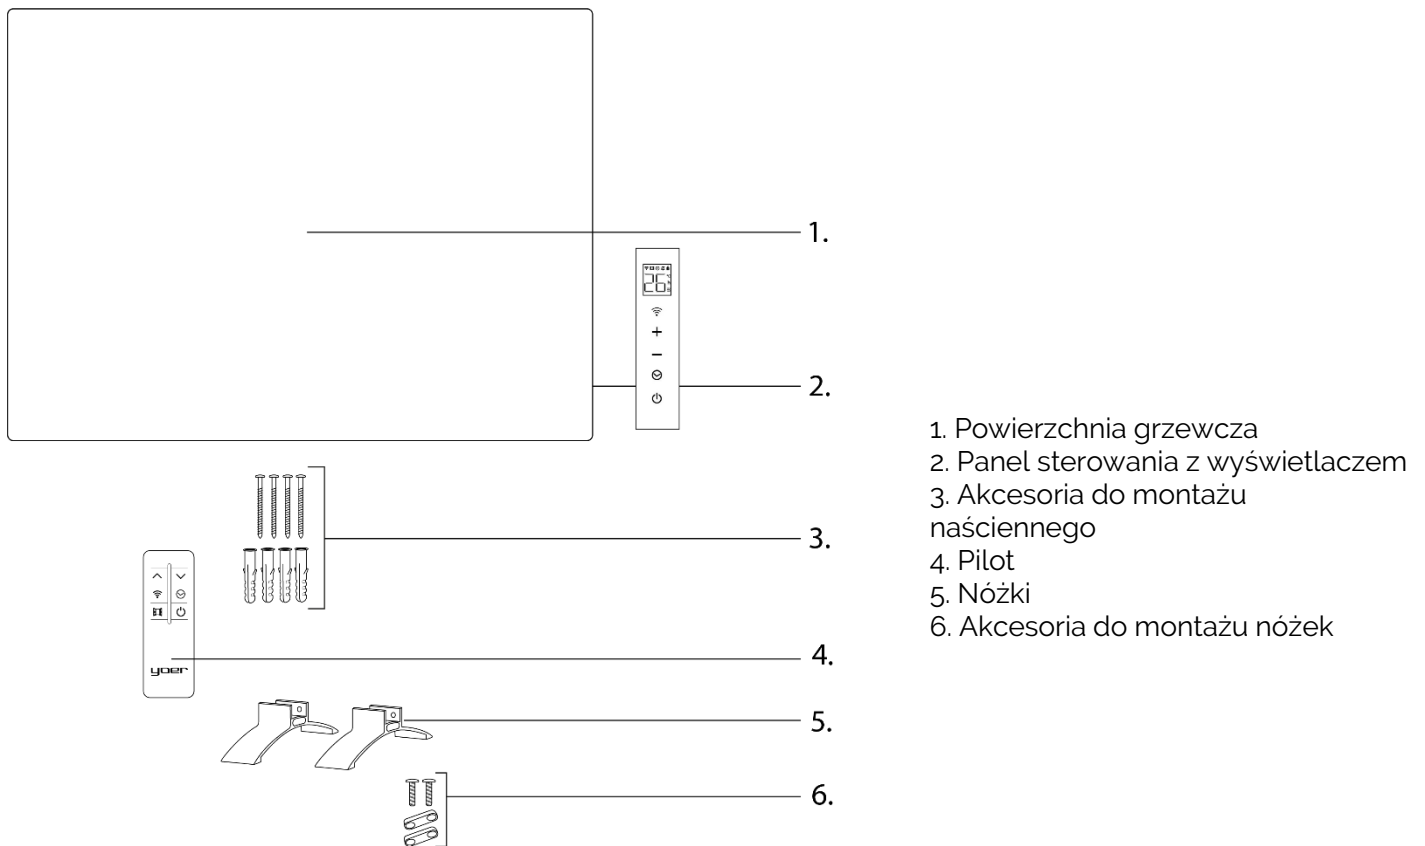 1.
26
2.
3.
yoer
4.
5.
6.
1. Powierzchnia grzewcza
2. Panel sterowania z wyświetlaczem
3. Akcesoria do montażu
naściennego
4. Pilot
5. Nóżki
6. Akcesoria do montażu nóżek